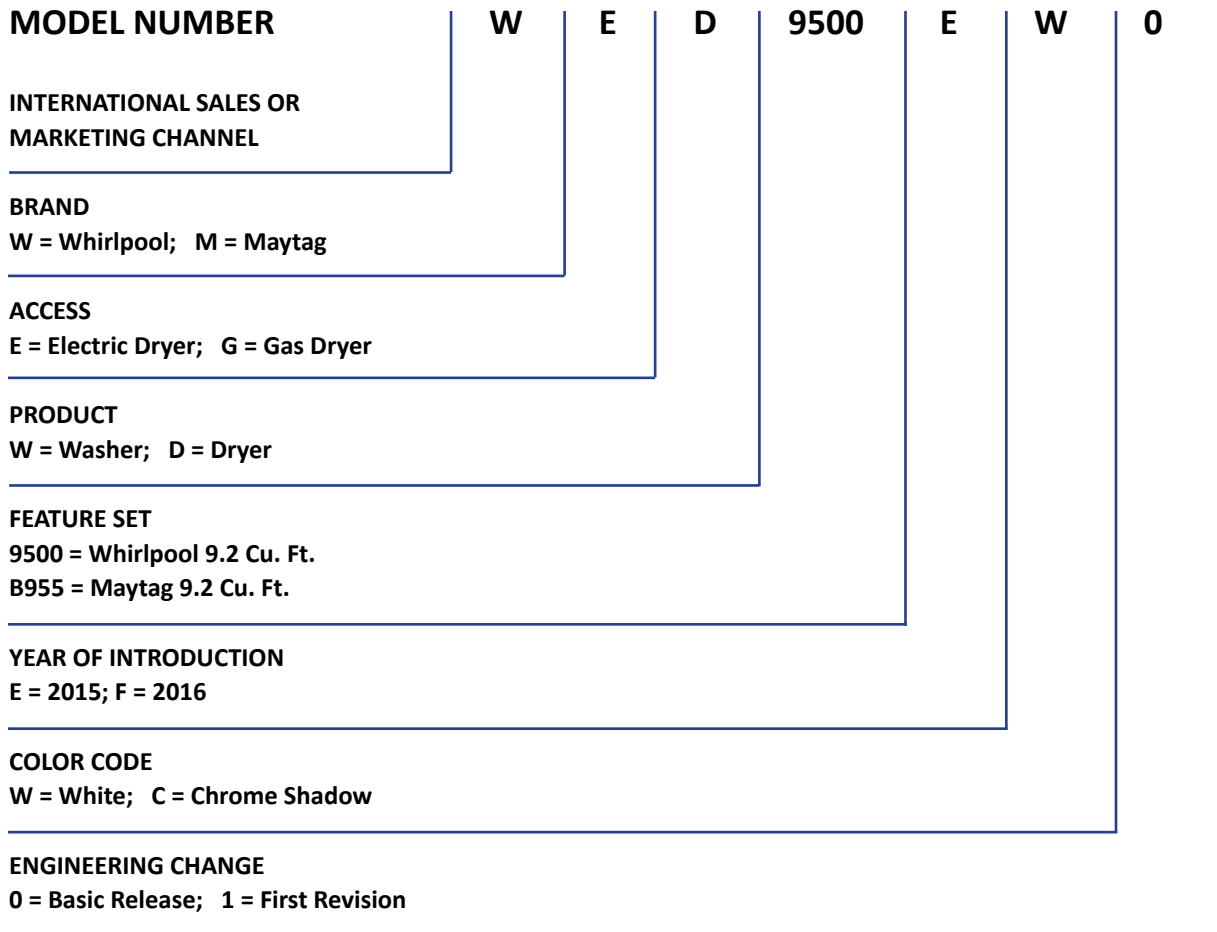 MODEL NUMBER W E D 9500 E W 0
INTERNATIONAL SALES OR
MARKETING CHANNEL
BRAND
W = Whirlpool; M = Maytag
ACCESS
E = Electric Dryer; G = Gas Dryer
PRODUCT
W = Washer; D = Dryer
FEATURE SET
9500 = Whirlpool 9.2 Cu. Ft.
B955 = Maytag 9.2 Cu. Ft.
YEAR OF INTRODUCTION
E = 2015; F = 2016
COLOR CODE
W = White; C = Chrome Shadow
ENGINEERING CHANGE
0 = Basic Release; 1 = First Revision